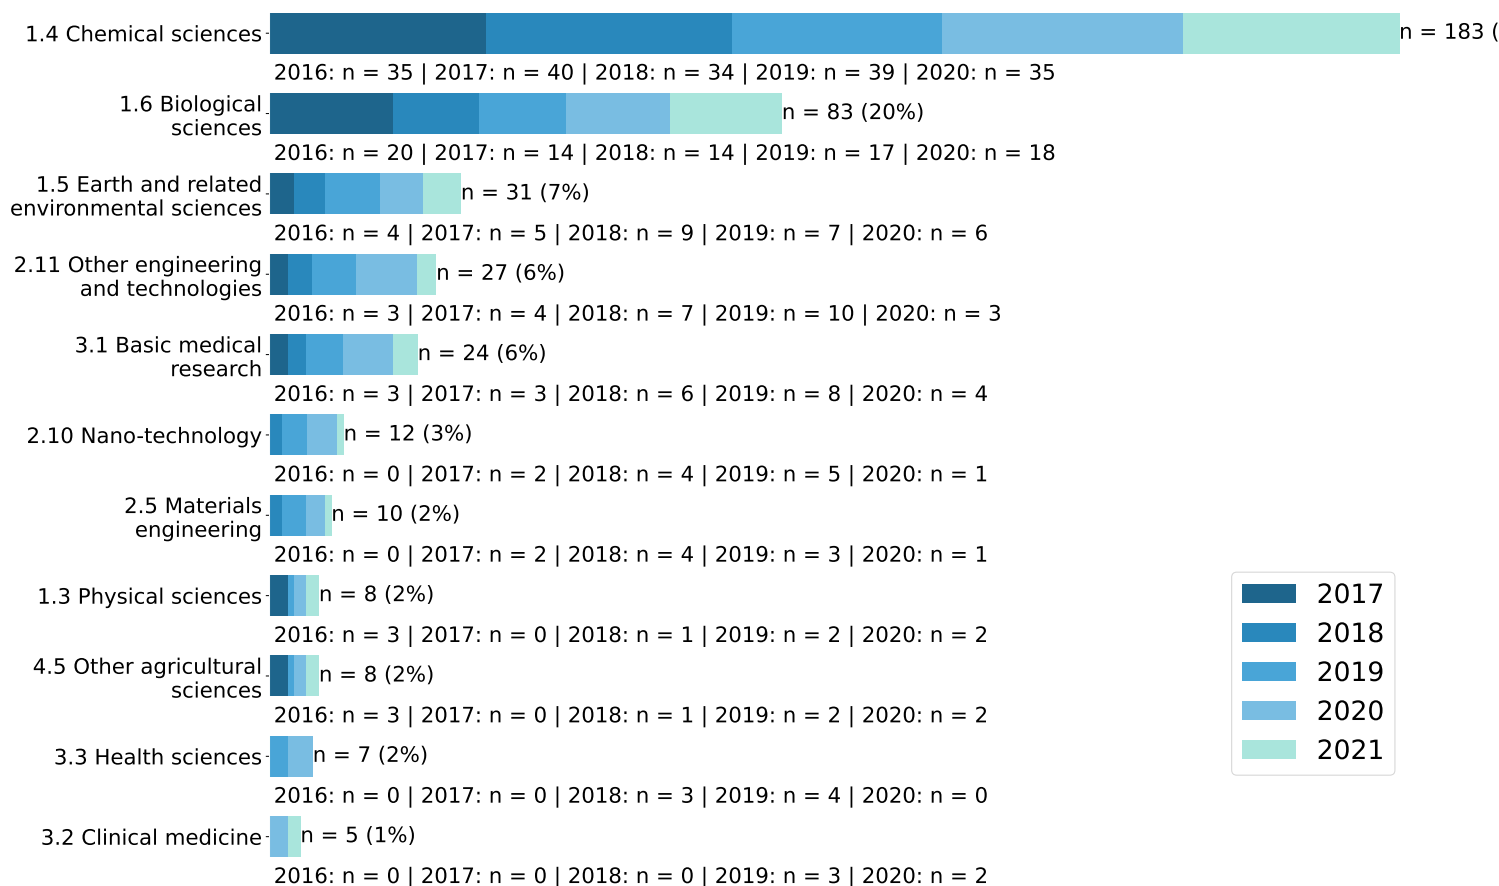 1.4 Chemical sciences
n = 183 (
2016: n = 35 | 2017: n = 40 | 2018: n = 34 | 2019: n = 39 | 2020: n = 35
1.6 Biological
sciences
n = 83 (20%)
2016: n = 20 | 2017: n = 14 | 2018: n = 14 | 2019: n = 17 | 2020: n = 18
1.5 Earth and related
environmental sciences
n = 31 (7%)
2016: n = 4 | 2017: n = 5 | 2018: n = 9 | 2019: n = 7 | 2020: n = 6
2.11 Other engineering
and technologies
n = 27 (6%)
2016: n = 3 | 2017: n = 4 | 2018: n = 7 | 2019: n = 10 | 2020: n = 3
3.1 Basic medical
research
n = 24 (6%)
2016: n = 3 | 2017: n = 3 | 2018: n = 6 | 2019: n = 8 | 2020: n = 4
2.10 Nano-technology
n = 12 (3%)
2016: n = 0 | 2017: n = 2 | 2018: n = 4 | 2019: n = 5 | 2020: n = 1
2.5 Materials
engineering
n = 10 (2%)
2016: n = 0 | 2017: n = 2 | 2018: n = 4 | 2019: n = 3 | 2020: n = 1
1.3 Physical sciences
n = 8 (2%)
2016: n = 3 | 2017: n = 0 | 2018: n = 1 | 2019: n = 2 | 2020: n = 2
4.5 Other agricultural
sciences
n = 8 (2%)
2016: n = 3 | 2017: n = 0 | 2018: n = 1 | 2019: n = 2 | 2020: n = 2
3.3 Health sciences
n = 7 (2%)
2016: n = 0 | 2017: n = 0 | 2018: n = 3 | 2019: n = 4 | 2020: n = 0
3.2 Clinical medicine
n = 5 (1%)
2016: n = 0 | 2017: n = 0 | 2018: n = 0 | 2019: n = 3 | 2020: n = 2
2017
2018
2019
2020
2021